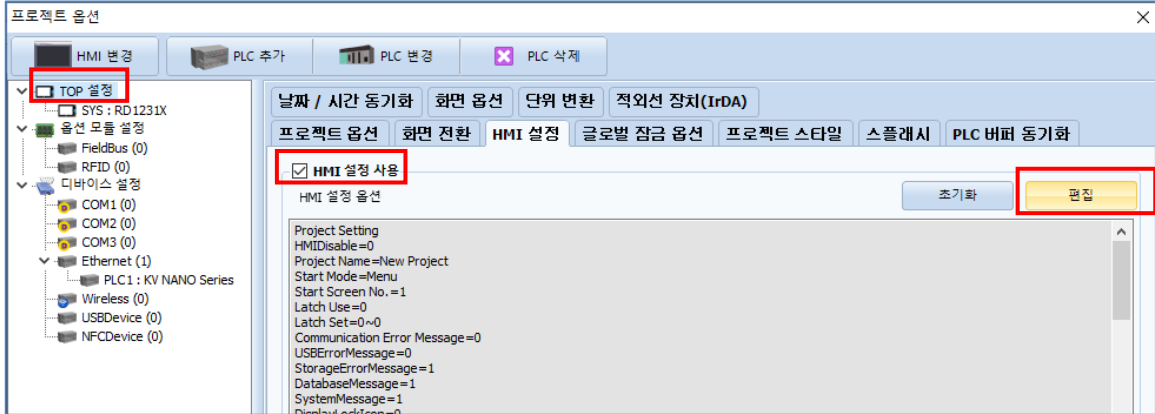 프로젝트 옵션
HMI 변경
PLC 추가
PLC 변경
PLC 삭제
TOP 설정
SYS : RD1231X
옵션 모듈 설정
FieldBus (0)
RFID (0)
디바이스 설정
COM1 (0)
COM2 (0)
COM3 (0)
Ethernet (1)
PLC1 : KV NANO Series
Wireless (0)
USBDevice (0)
NFCDevice (0)
날짜 / 시간 동기화
화면 옵션
단위 변환
적외선 장치(IrDA)
프로젝트 옵션
화면 전환
HMI 설정
글로벌 잠금 옵션
프로젝트 스타일
스플래시
PLC 버퍼 동기화
HMI 설정 사용
HMI 설정 옵션
초기화
편집
Project Setting
HMIDisable=0
Project Name=New Project
Start Mode=Menu
Start Screen No.=1
Latch Use=0
Latch Set=0~0
Communication Error Message=0
USBErrorMessage=0
StorageErrorMessage=1
DatabaseMessage=1
SystemMessage=1
DisplayLockIcon=0